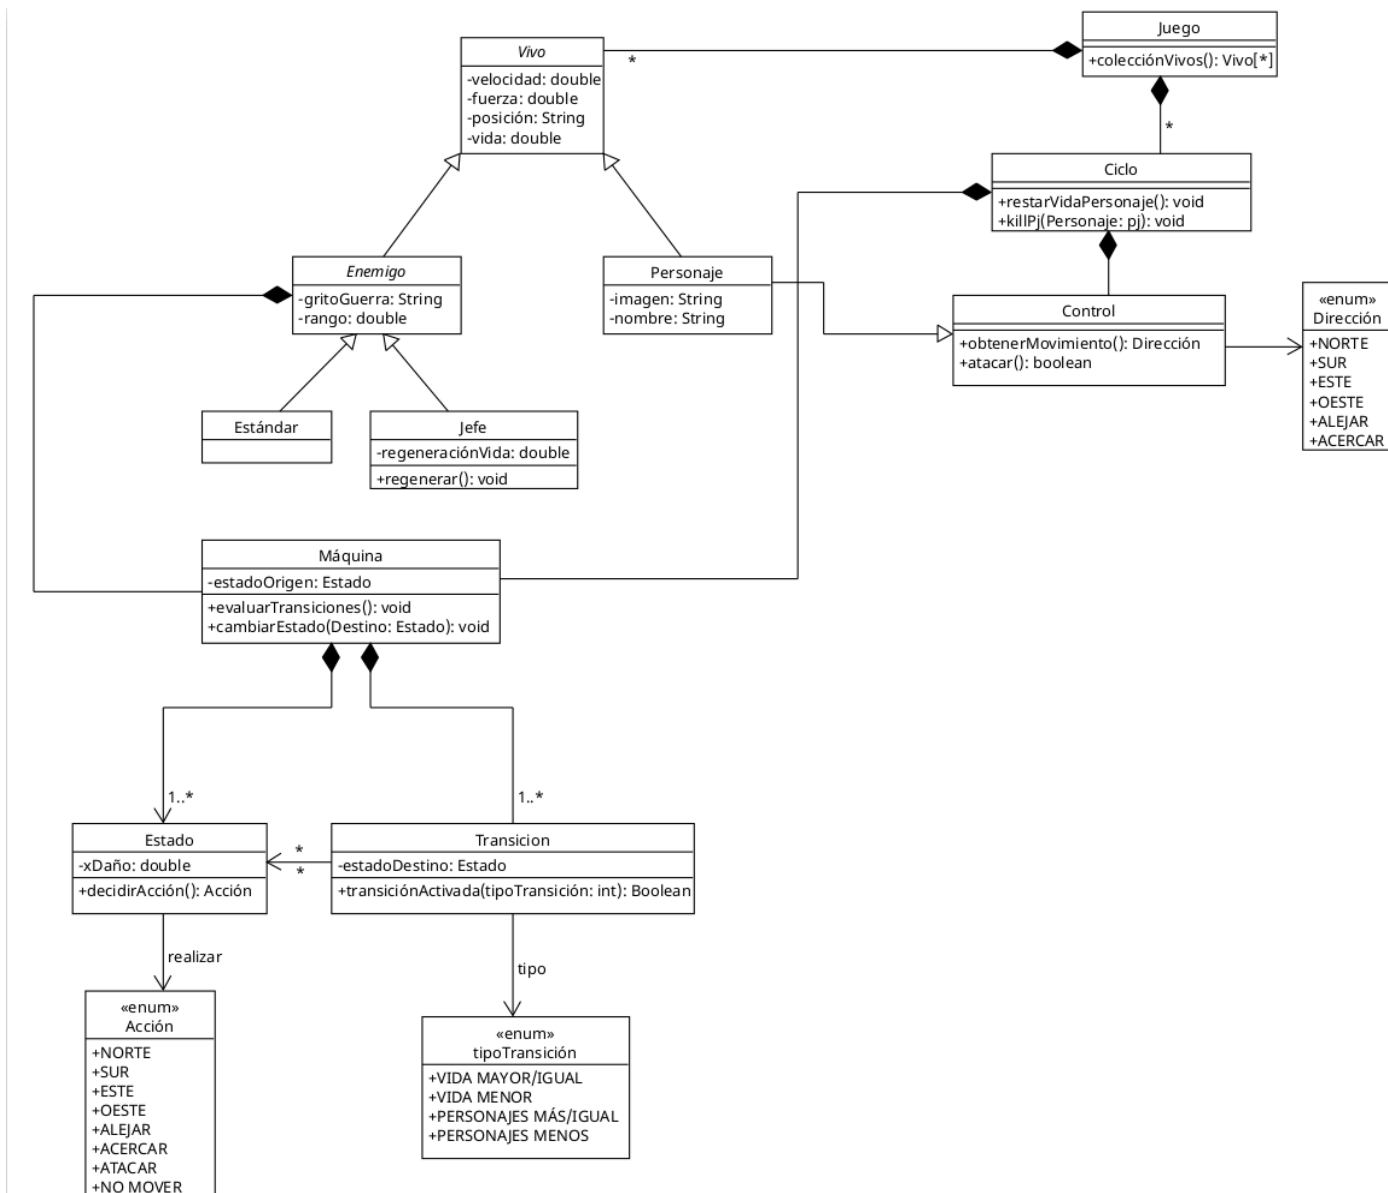 Vivo
-velocidad: double
-fuerza: double
-posición: String
-vida: double
*
Juego
+colecciónVivos(): Vivo[*]
*
Ciclo
+restarVidaPersonaje(): void
+killPj(Personaje: pj): void
Enemigo
-gritoGuerra: String
-rango: double
Personaje
-imagen: String
-nombre: String
Control
+obtenerMovimiento(): Dirección
+atacar(): boolean
«enum»
Dirección
+NORTE
+SUR
+ESTE
+OESTE
+ALEJAR
+ACERCAR
Estándar
Jefe
-regeneraciónVida: double
+regenerar(): void
Máquina
-estadoOrigen: Estado
+evaluarTransiciones(): void
+cambiarEstado(Destino: Estado): void
1..*
1..*
Estado
-xDaño: double
+decidirAcción(): Acción
*
*
Transicion
-estadoDestino: Estado
+transiciónActivada(tipoTransición: int): Boolean
realizar
tipo
«enum»
Acción
+NORTE
+SUR
+ESTE
+OESTE
+ALEJAR
+ACERCAR
+ATACAR
+NO MOVER
«enum»
tipoTransición
+VIDA MAYOR/IGUAL
+VIDA MENOR
+PERSONAJES MÁS/IGUAL
+PERSONAJES MENOS